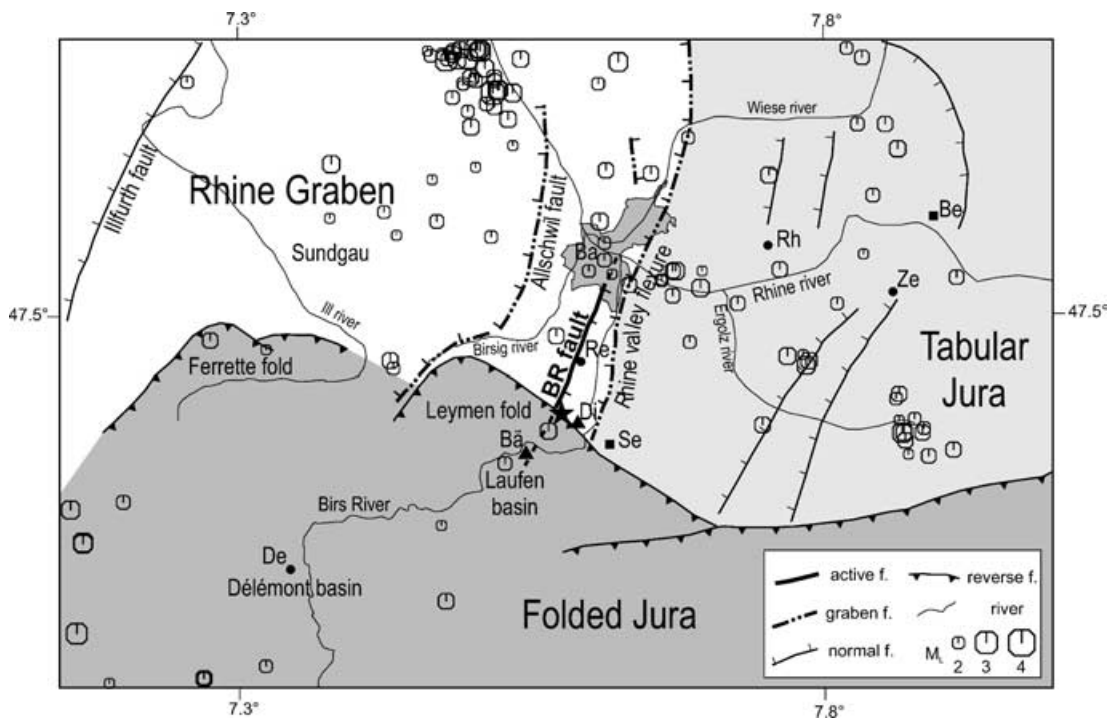 7.3°
7.8°
Wiese river
Illfurth fault
Rhine Graben
Sundgau
Allschwil fault
Ba
Be
Rh
Rhine river
Ze
47.5°
47.5°
Ill river
Birsig river
BR fault
Re
Rhine valley flexure
Ergolz river
Tabular
Jura
Ferrette fold
Leymen fold
Di
Bä
Se
Laufen
basin
Birs River
De
Délémont basin
Folded Jura
active f.
reverse f.
graben f.
river
normal f.
ML
2
3
4
7.3°
7.8°